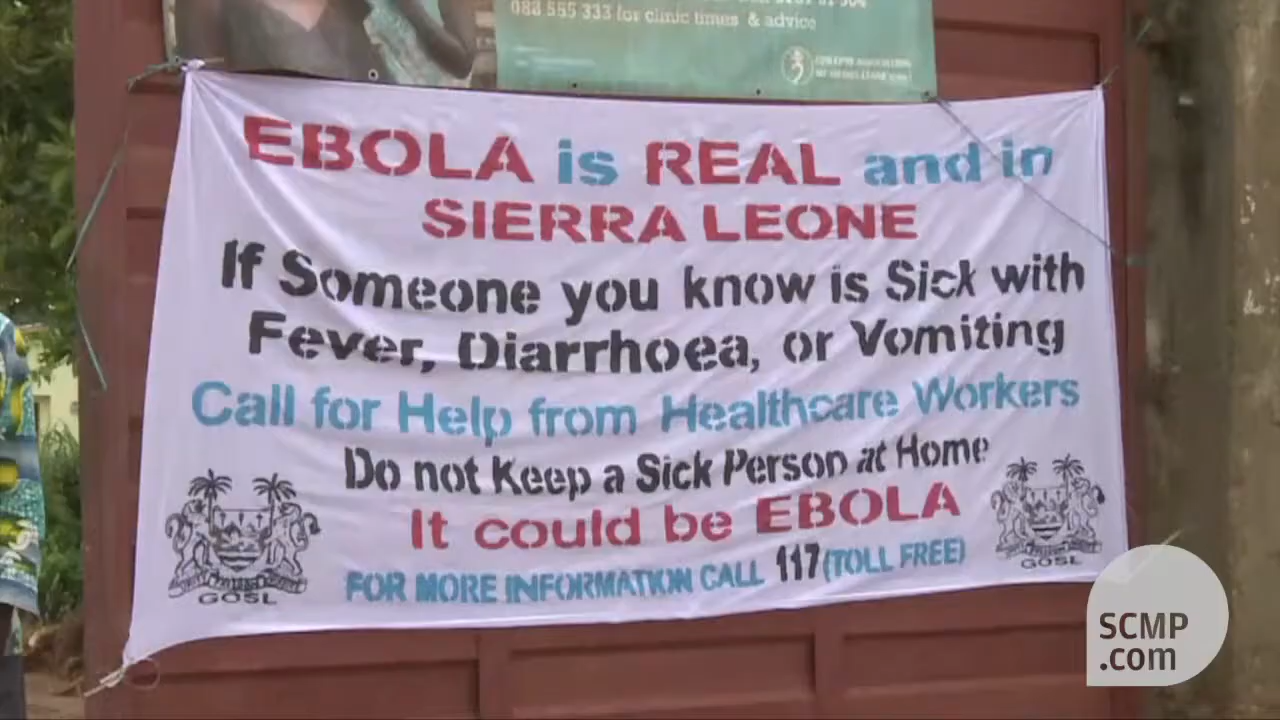 088 555 333 for clinic times & advice
EBOLA is REAL and in
SIERRA LEONE
If Someone you know is Sick with
Fever, Diarrhoea, or Vomiting
Call for Help from Healthcare Workers
Do not Keep a Sick Person at Home
It could be EBOLA
FOR MORE INFORMATION CALL 117 (TOLL FREE)
GOSL
GOSL
SCMP
.com